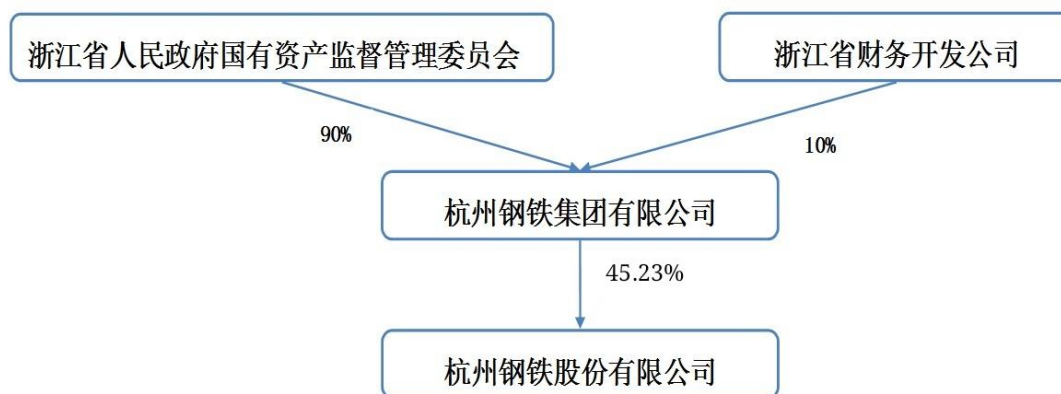 浙江省人民政府国有资产监督管理委员会
浙江省财务开发公司
90%
10%
杭州钢铁集团有限公司
45.23%
杭州钢铁股份有限公司